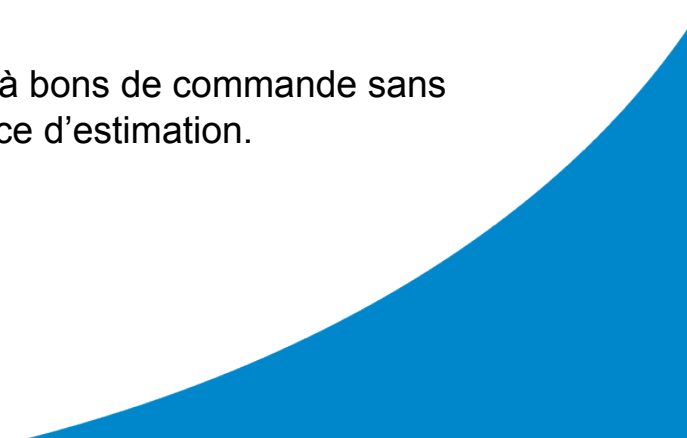 à bons de commande sans
ce d’estimation.